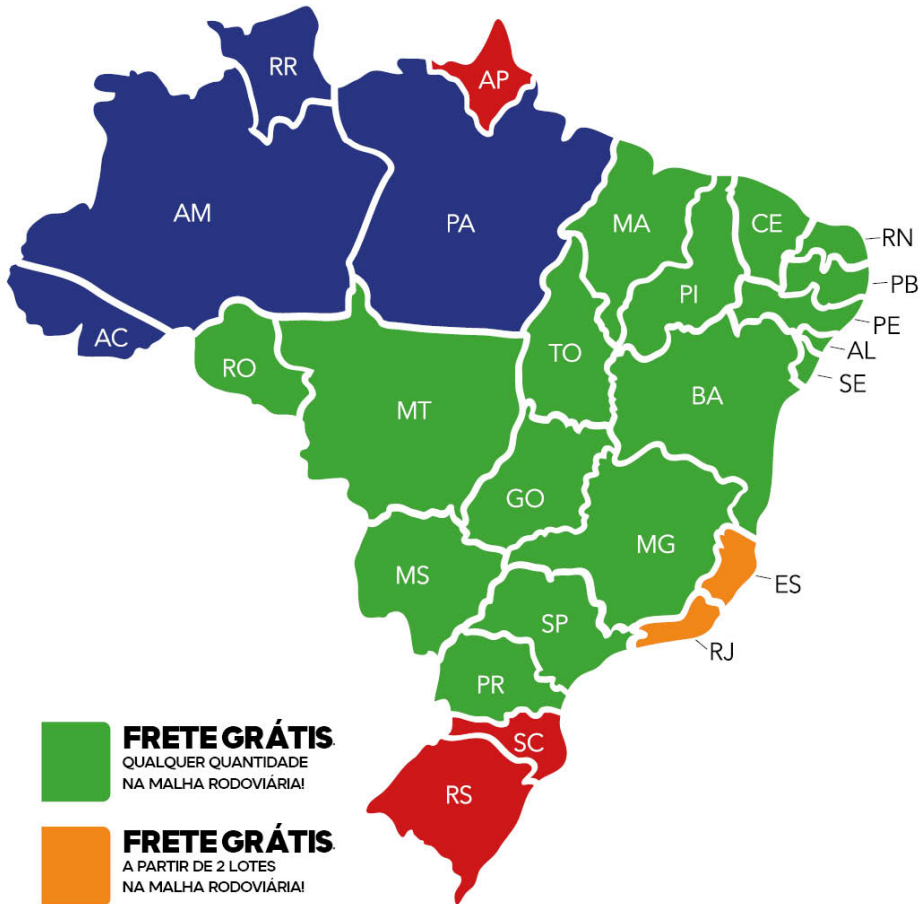 RR
AP
AM
PA
MA
CE
RN
PI
PB
PE
AC
RO
TO
AL
SE
MT
BA
GO
MG
MS
ES
SP
RJ
PR
SC
RS
FRETE GRÁTIS.
QUALQUER QUANTIDADE
NA MALHA RODOVIÁRIA!
FRETE GRÁTIS.
A PARTIR DE 2 LOTES
NA MALHA RODOVIÁRIA!